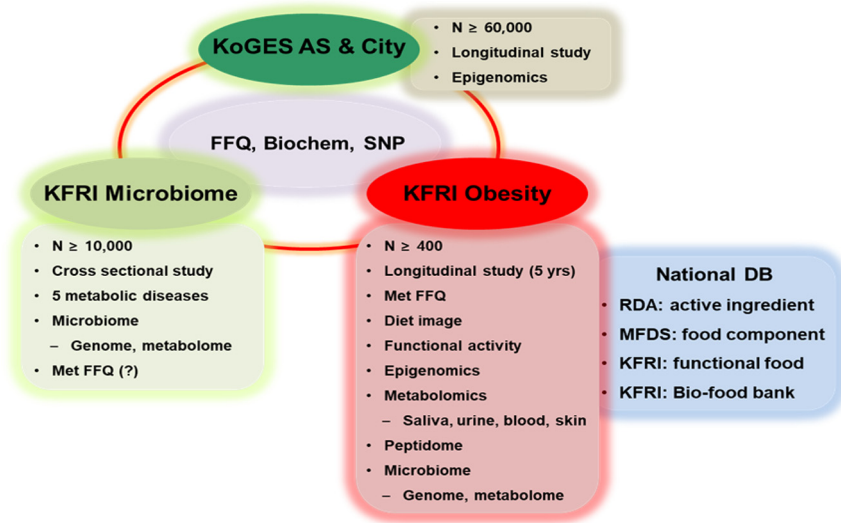 KoGES AS & City
• N ≥ 60,000
• Longitudinal study
• Epigenomics
FFQ, Biochem, SNP
KFRI Microbiome
• N ≥ 10,000
• Cross sectional study
• 5 metabolic diseases
• Microbiome
– Genome, metabolome
• Met FFQ (?)
KFRI Obesity
• N ≥ 400
• Longitudinal study (5 yrs)
• Met FFQ
• Diet image
• Functional activity
• Epigenomics
• Metabolomics
– Saliva, urine, blood, skin
• Peptidome
• Microbiome
– Genome, metabolome
National DB
• RDA: active ingredient
• MFDS: food component
• KFRI: functional food
• KFRI: Bio-food bank